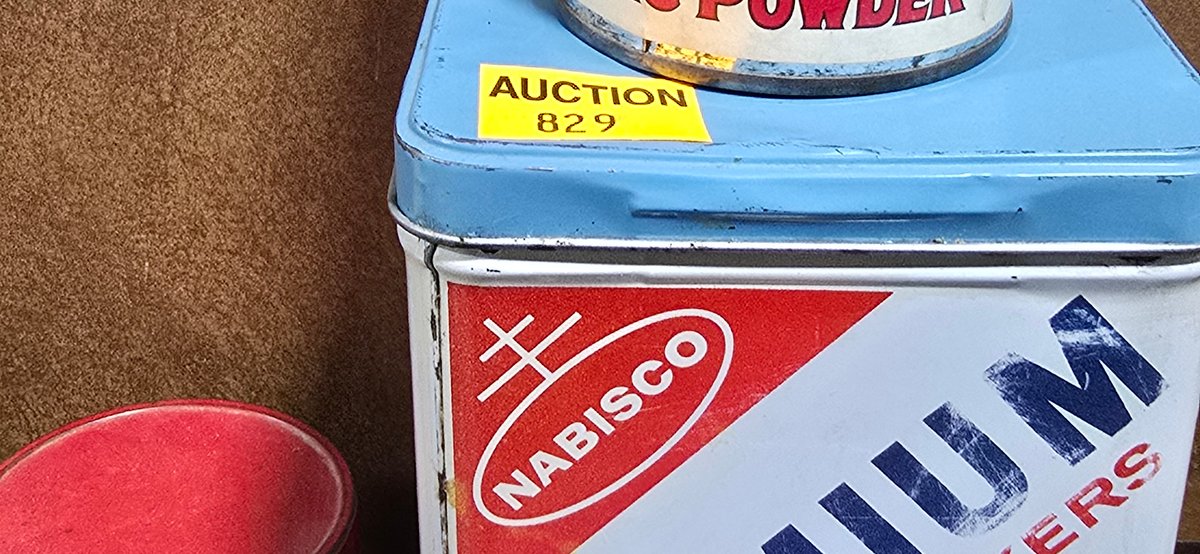 POWDER
AUCTION
829
NABISCO
IUM
KERS